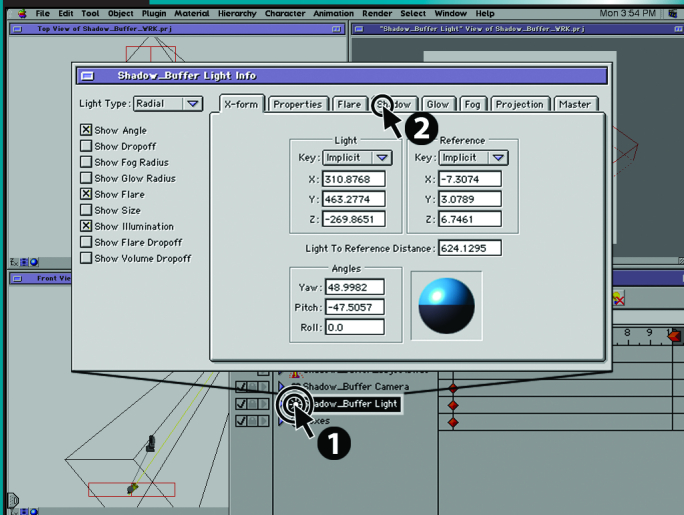 File Edit Tool Object Plugin Material Hierarchy Character Animation Render Select Window Help Mon 3:54 PM
Top View of Shadow_Buffer_WRK.prj
"Shadow_Buffer Light" View of Shadow_Buffer_WRK.prj
Shadow_Buffer Light Info
Light Type: Radial
X-form Properties Flare Shadow Glow Fog Projection Master
2
Show Angle
Show Dropoff
Show Fog Radius
Show Glow Radius
Show Flare
Show Size
Show Illumination
Show Flare Dropoff
Show Volume Dropoff
Light
Key: Implicit
X: 310.8768
Y: 463.2774
Z: -269.8651
Reference
Key: Implicit
X: -7.3074
Y: 3.0789
Z: 6.7461
Light To Reference Distance: 624.1295
Angles
Yaw: 48.9982
Pitch: -47.5057
Roll: 0.0
Front Vie
8 9 1
Shadow_Buffer Camera
Shadow_Buffer Light
xes
1